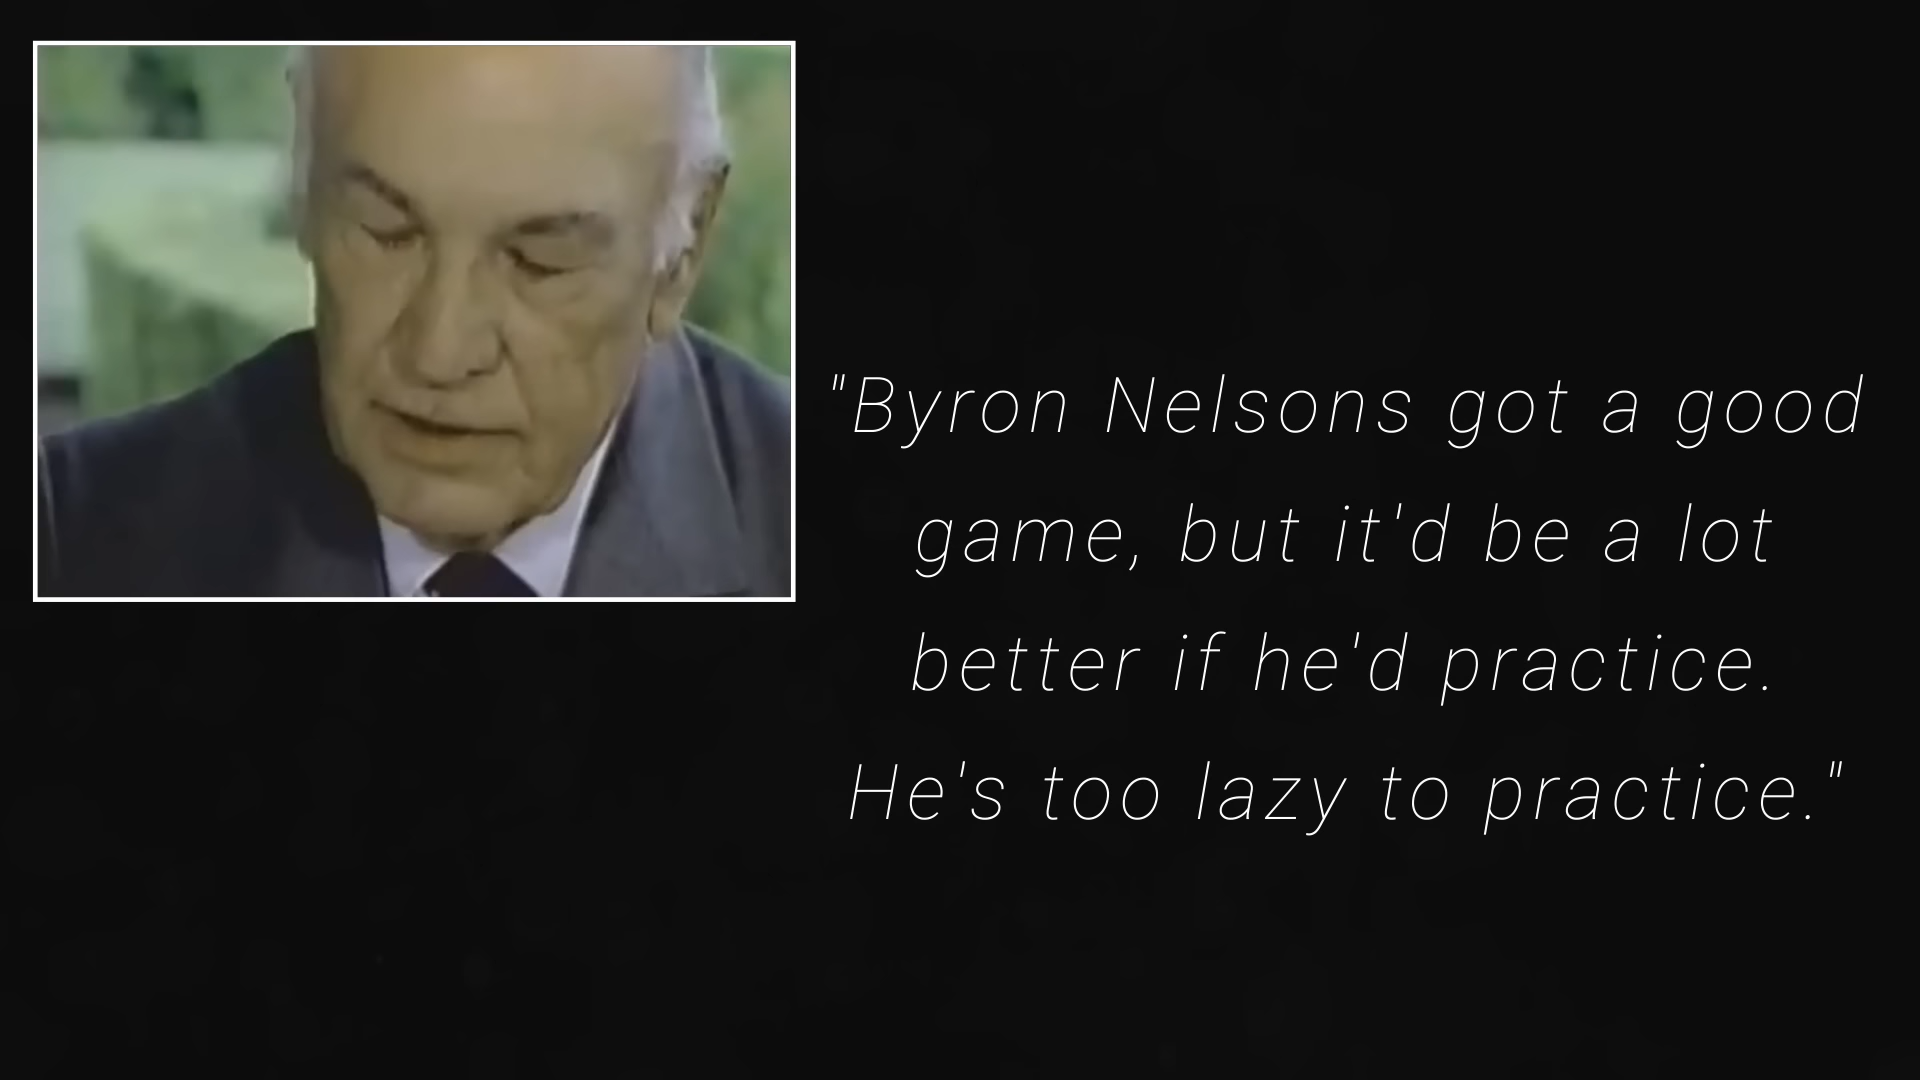 "Byron Nelsons got a good
game, but it'd be a lot
better if he'd practice.
He's too lazy to practice."